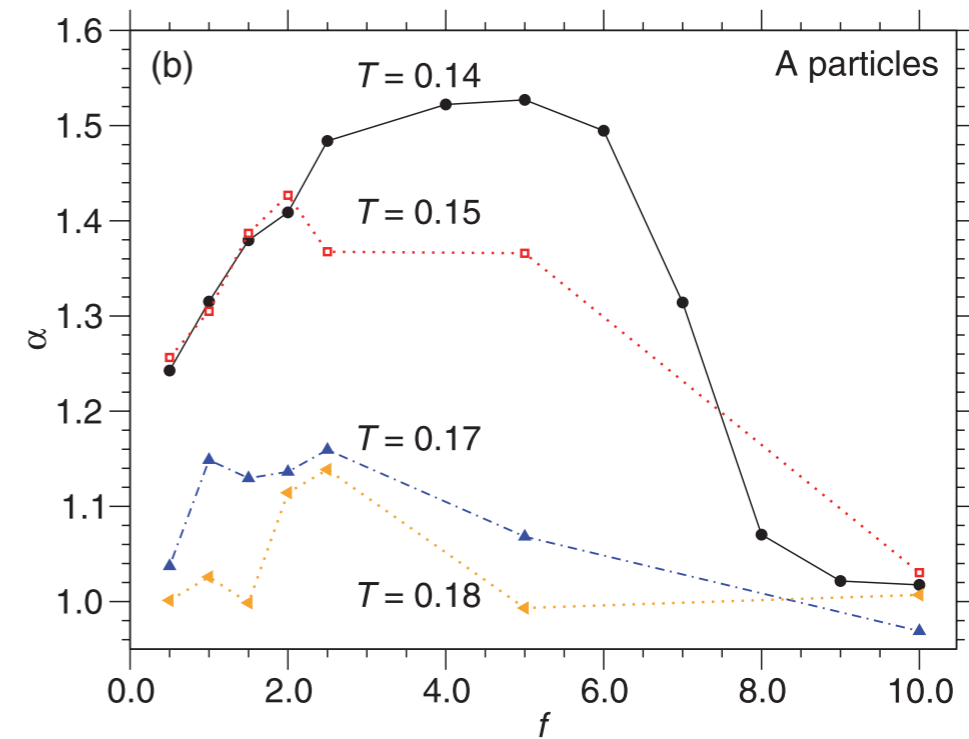 1.6
(b)
T = 0.14
A particles
1.5
1.4
T = 0.15
1.3
α
1.2
T = 0.17
1.1
T = 0.18
1.0
0.0 2.0 4.0 6.0 8.0 10.0
f